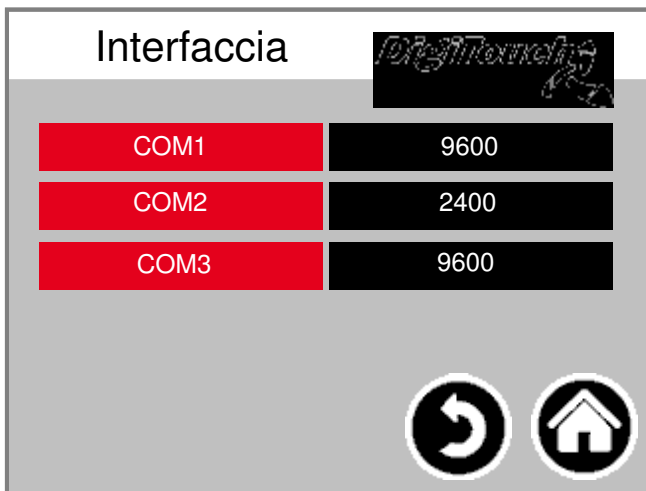 Interfaccia
DigiTouch
COM1 9600
COM2 2400
COM3 9600